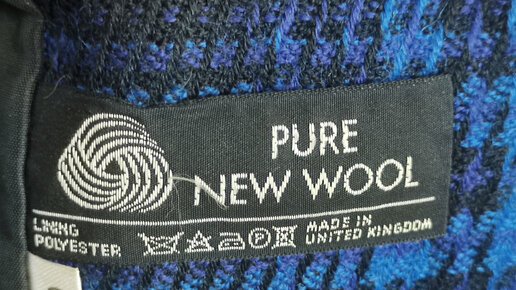 PURE
NEW WOOL
LINING
POLYESTER
P
MADE IN
UNITED KINGDOM